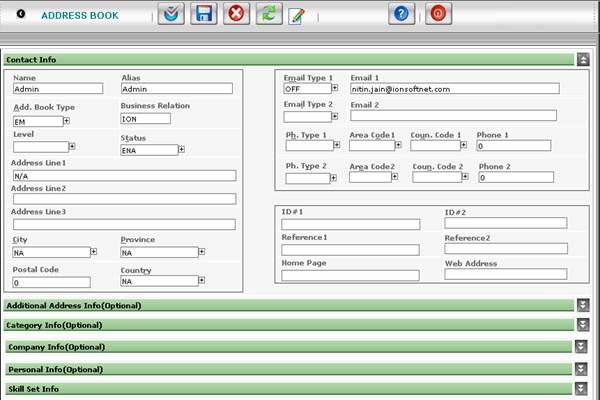 ADDRESS BOOK
Contact Info
Name Alias
Admin Admin
Add. Book Type Business Relation
EM ION
Level Status
ENA
Address Line1
N/A
Address Line2
Address Line3
City Province
NA NA
Postal Code Country
0 NA
Email Type 1 Email 1
OFF nitin.jain@ionsoftnet.com
Email Type 2 Email 2
Ph. Type 1 Area Code1 Coun. Code 1 Phone 1
0
Ph. Type 2 Area Code2 Coun. Code 2 Phone 2
0
ID#1 ID#2
Reference1 Reference2
Home Page Web Address
Additional Address Info(Optional)
Category Info(Optional)
Company Info(Optional)
Personal Info(Optional)
Skill Set Info